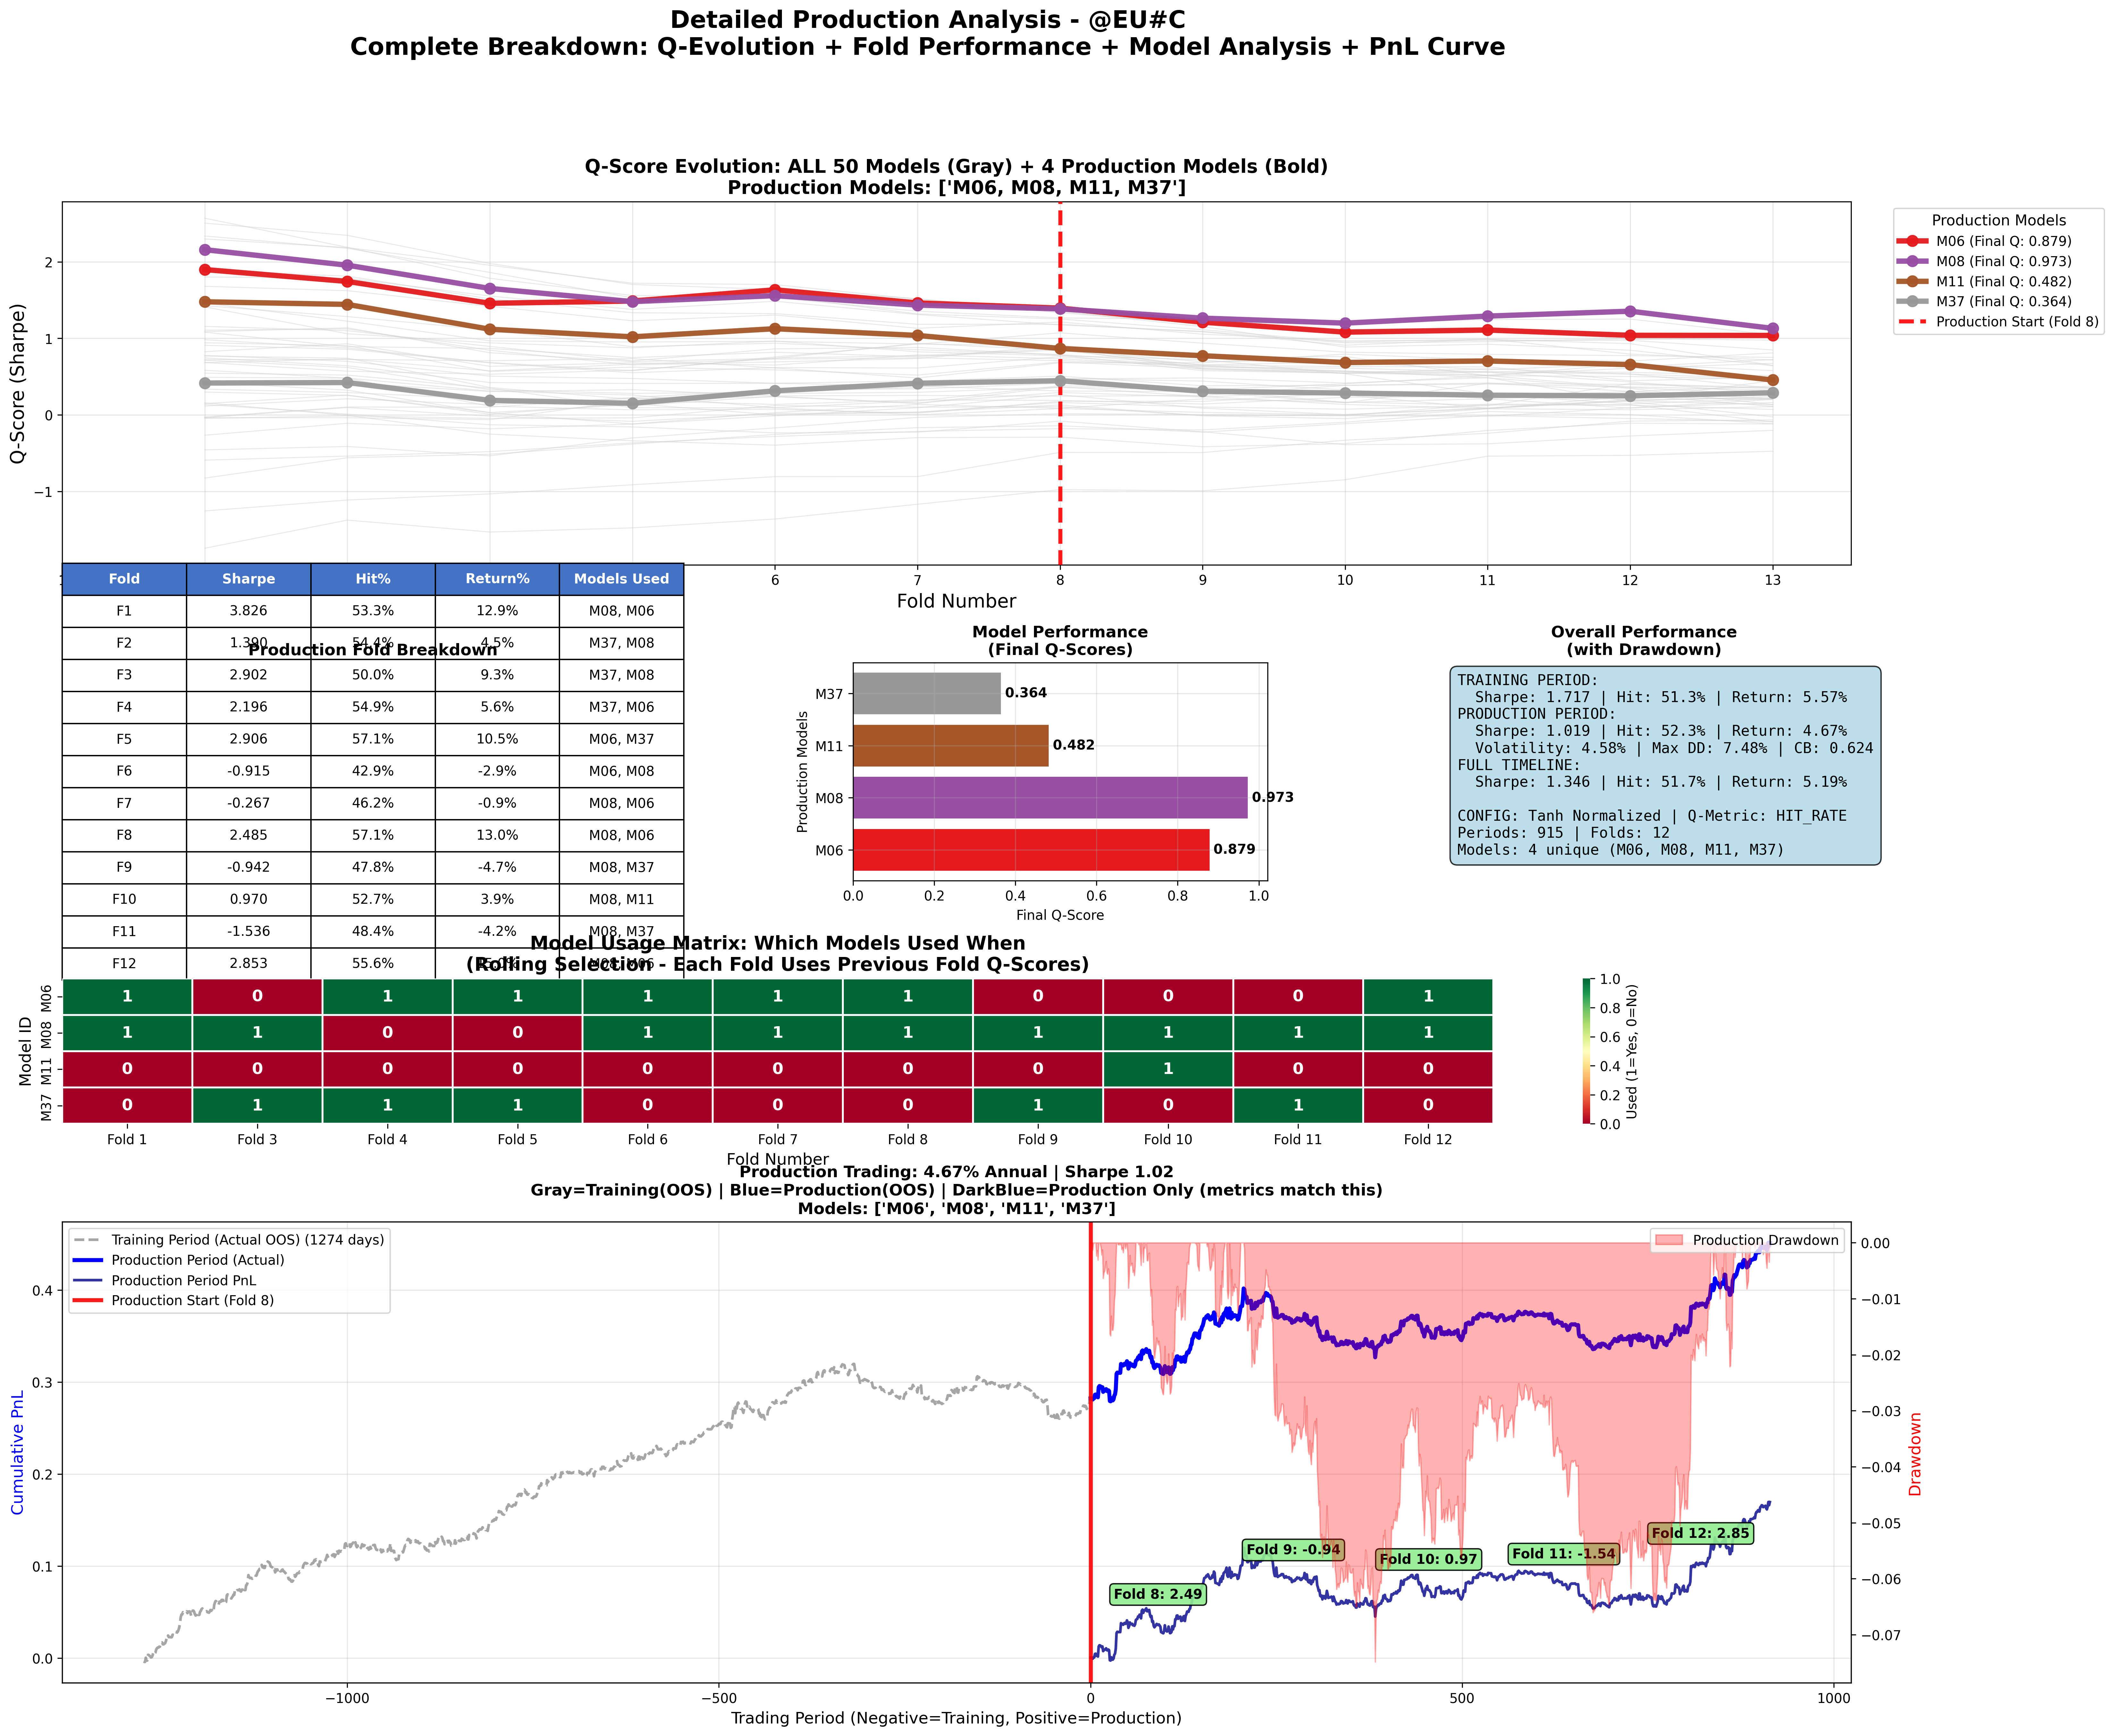 Detailed Production Analysis - @EU#C
Complete Breakdown: Q-Evolution + Fold Performance + Model Analysis + PnL Curve
Q-Score Evolution: ALL 50 Models (Gray) + 4 Production Models (Bold)
Production Models: ['M06, M08, M11, M37']
Q-Score (Sharpe)
2
1
0
−1
6
7
8
9
10
11
12
13
Fold Number
Production Models
M06 (Final Q: 0.879)
M08 (Final Q: 0.973)
M11 (Final Q: 0.482)
M37 (Final Q: 0.364)
Production Start (Fold 8)
Fold Sharpe Hit% Return% Models Used
F1 3.826 53.3% 12.9% M08, M06
F2 1.390 54.4% 4.5% M37, M08
Production Fold Breakdown
F3 2.902 50.0% 9.3% M37, M08
F4 2.196 54.9% 5.6% M37, M06
F5 2.906 57.1% 10.5% M06, M37
F6 -0.915 42.9% -2.9% M06, M08
F7 -0.267 46.2% -0.9% M08, M06
F8 2.485 57.1% 13.0% M08, M06
F9 -0.942 47.8% -4.7% M08, M37
F10 0.970 52.7% 3.9% M08, M11
F11 -1.536 48.4% -4.2% M08, M37
F12 2.853 55.6% M08, M06
Model Performance
(Final Q-Scores)
Production Models
M37 0.364
M11 0.482
M08 0.973
M06 0.879
0.0 0.2 0.4 0.6 0.8 1.0
Final Q-Score
Overall Performance
(with Drawdown)
TRAINING PERIOD:
Sharpe: 1.717 | Hit: 51.3% | Return: 5.57%
PRODUCTION PERIOD:
Sharpe: 1.019 | Hit: 52.3% | Return: 4.67%
Volatility: 4.58% | Max DD: 7.48% | CB: 0.624
FULL TIMELINE:
Sharpe: 1.346 | Hit: 51.7% | Return: 5.19%
CONFIG: Tanh Normalized | Q-Metric: HIT_RATE
Periods: 915 | Folds: 12
Models: 4 unique (M06, M08, M11, M37)
Model Usage Matrix: Which Models Used When
(Rolling Selection - Each Fold Uses Previous Fold Q-Scores)
Model ID
M06 1 0 1 1 1 1 1 0 0 0 1
M08 1 1 0 0 1 1 1 1 1 1 1
M11 0 0 0 0 0 0 0 0 1 0 0
M37 0 1 1 1 0 0 0 1 0 1 0
Fold 1 Fold 3 Fold 4 Fold 5 Fold 6 Fold 7 Fold 8 Fold 9 Fold 10 Fold 11 Fold 12
Fold Number
1.0
0.8
0.6
0.4
0.2
0.0
Used (1=Yes, 0=No)
Production Trading: 4.67% Annual | Sharpe 1.02
Gray=Training(OOS) | Blue=Production(OOS) | DarkBlue=Production Only (metrics match this)
Models: ['M06', 'M08', 'M11', 'M37']
Training Period (Actual OOS) (1274 days)
Production Period (Actual)
Production Period PnL
Production Start (Fold 8)
Production Drawdown
Cumulative PnL
0.4
0.3
0.2
0.1
0.0
Fold 8: 2.49
Fold 9: -0.94
Fold 10: 0.97
Fold 11: -1.54
Fold 12: 2.85
0.00
−0.01
−0.02
−0.03
−0.04
−0.05
−0.06
−0.07
Drawdown
−1000 −500 0 500 1000
Trading Period (Negative=Training, Positive=Production)